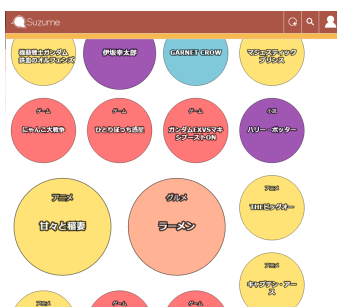 Suzume
機動戦士ガンダム
鉄血のオルフェンズ
伊坂幸太郎
GARNET CROW
マジェスティック
プリンス
ゲーム
にゃんこ大戦争
ゲーム
ひとりぼっち惑星
ゲーム
ガンダムEXVSマキ
シブーストON
小説
ハリー・ポッター
アニメ
甘々と稲妻
グルメ
ラーメン
アニメ
THEビッグオー
アニメ
キャプテン・アー
ス
アニメ
ゲーム
ゲーム